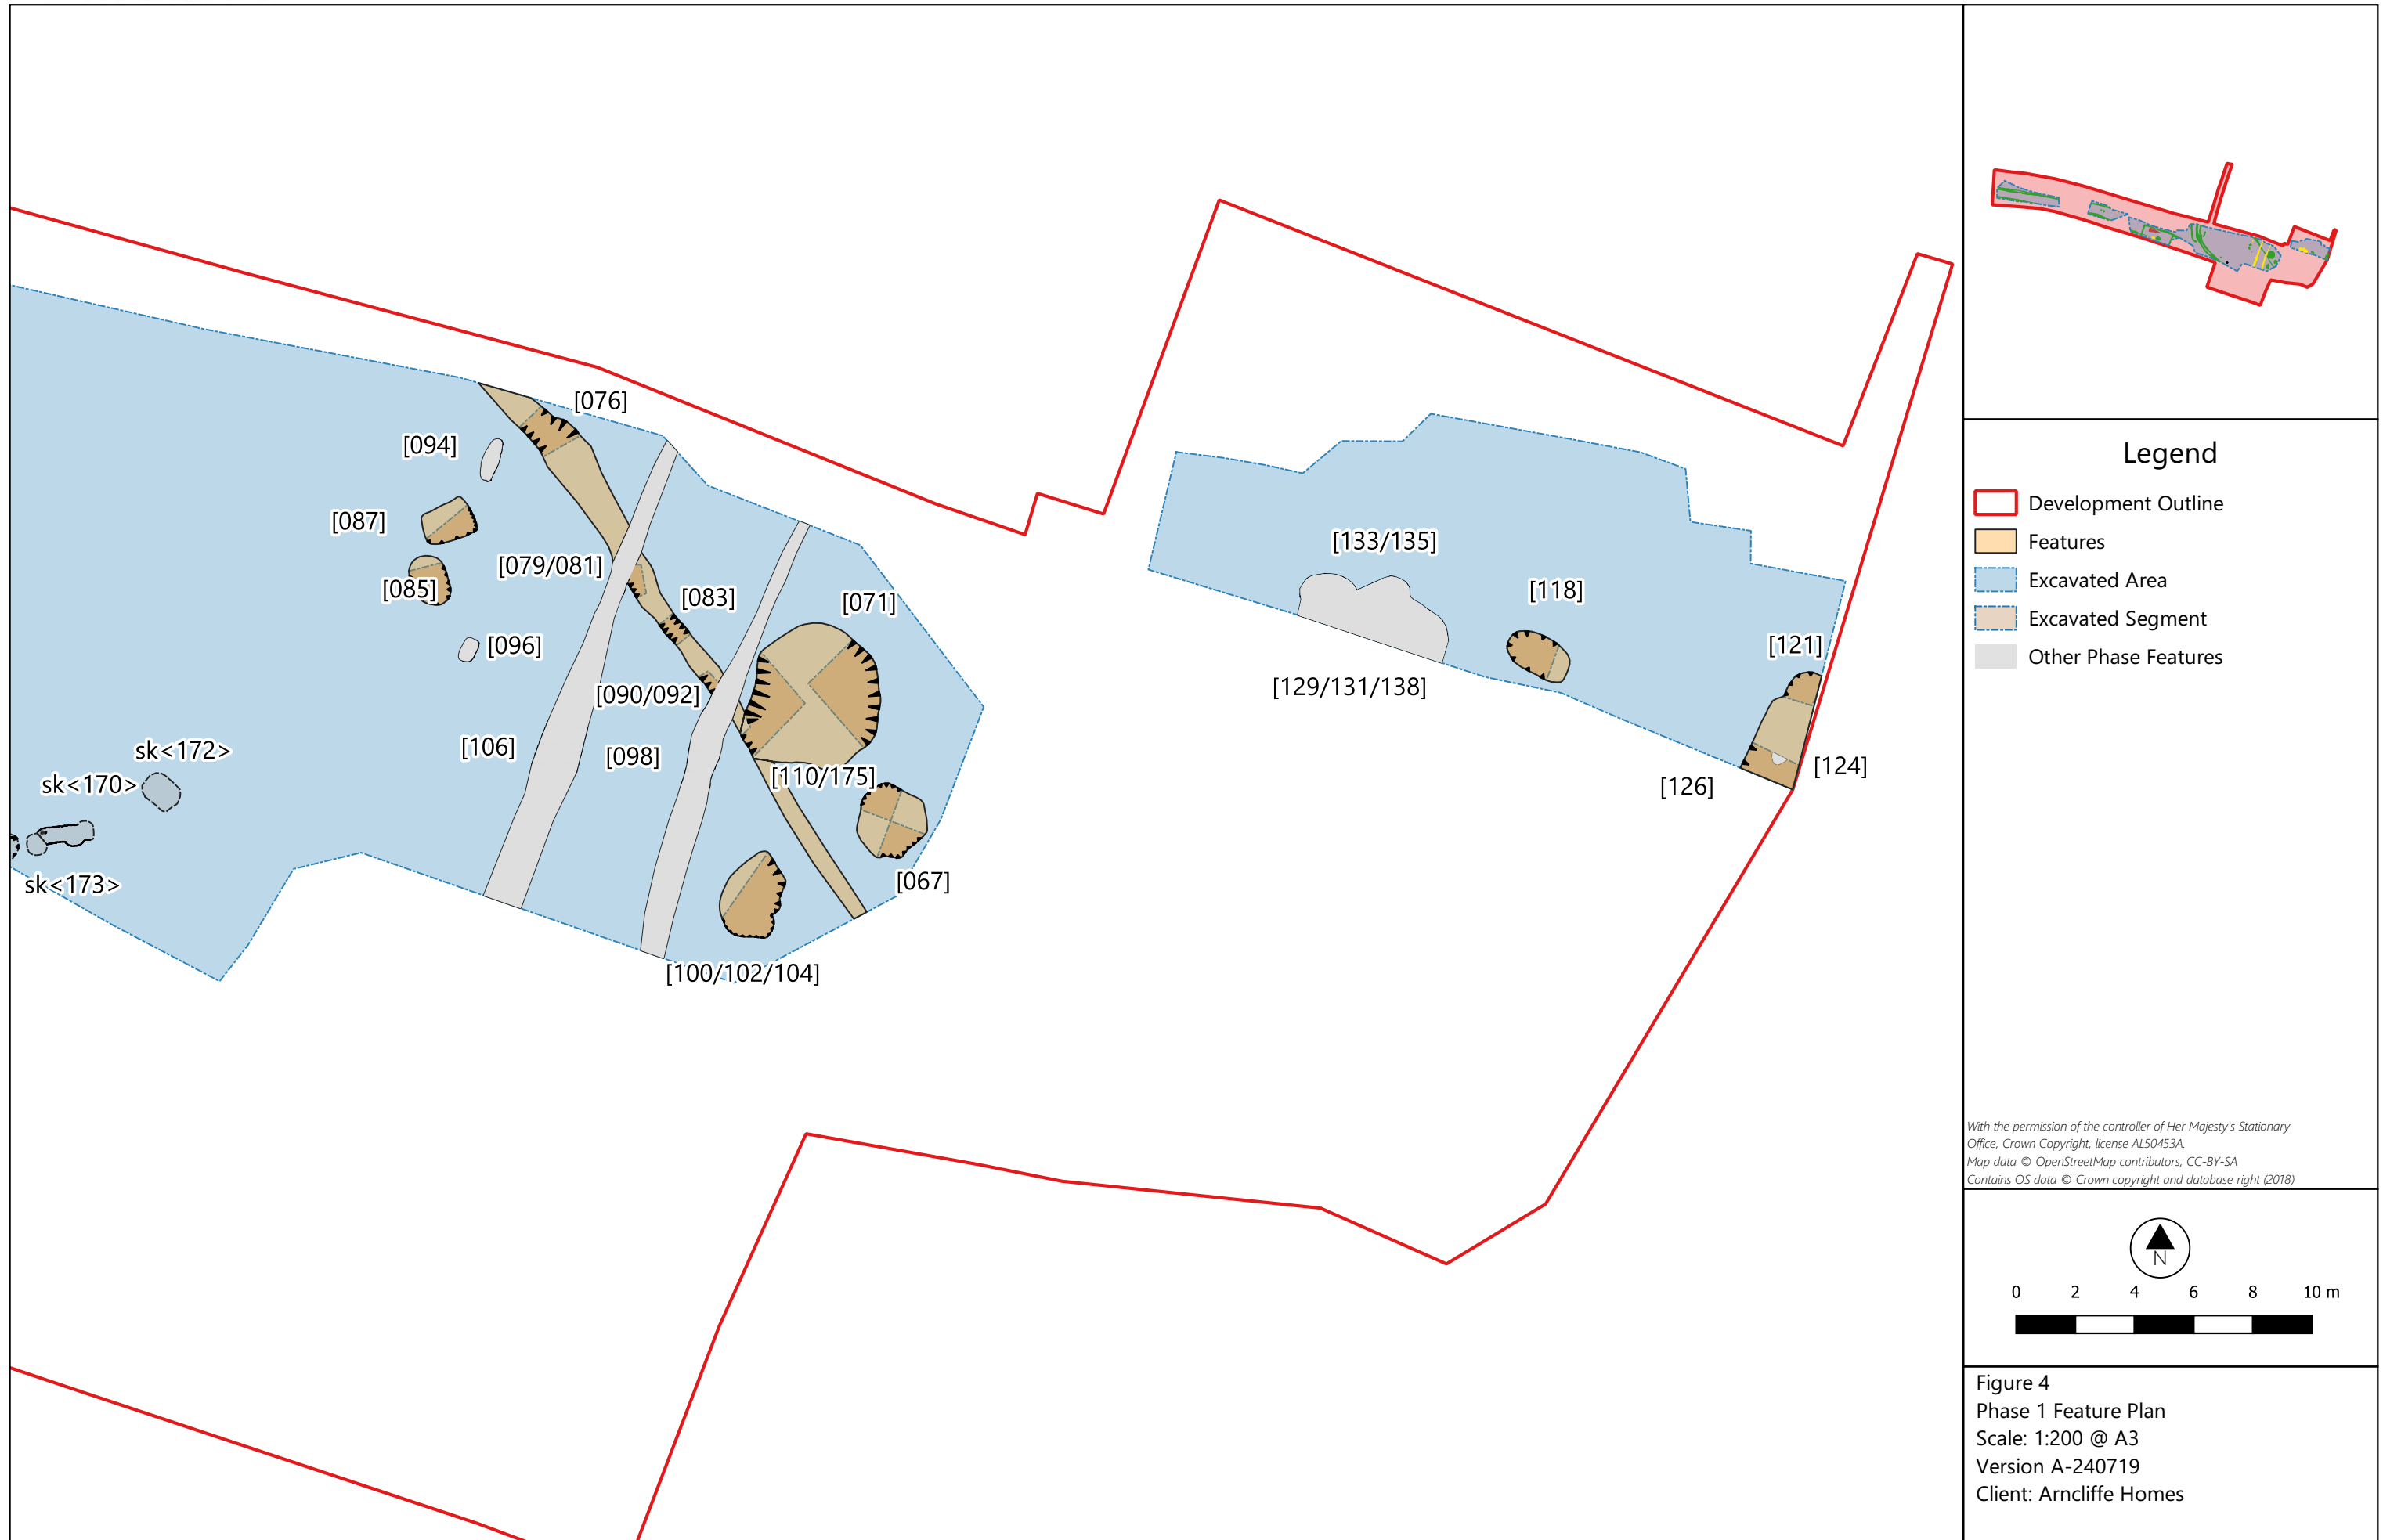 [076]
[094]
[087]
[079/081]
[085]
[083]
[071]
[096]
[090/092]
[106]
[098]
sk<172>
sk<170>
[110/175]
sk<173>
[067]
[100/102/104]
[133/135]
[118]
[121]
[129/131/138]
[124]
[126]
Legend
Development Outline
Features
Excavated Area
Excavated Segment
Other Phase Features
With the permission of the controller of Her Majesty's Stationary
Office, Crown Copyright, license AL50453A.
Map data © OpenStreetMap contributors, CC-BY-SA
Contains OS data © Crown copyright and database right (2018)
N
0 2 4 6 8 10 m
Figure 4
Phase 1 Feature Plan
Scale: 1:200 @ A3
Version A-240719
Client: Arncliffe Homes